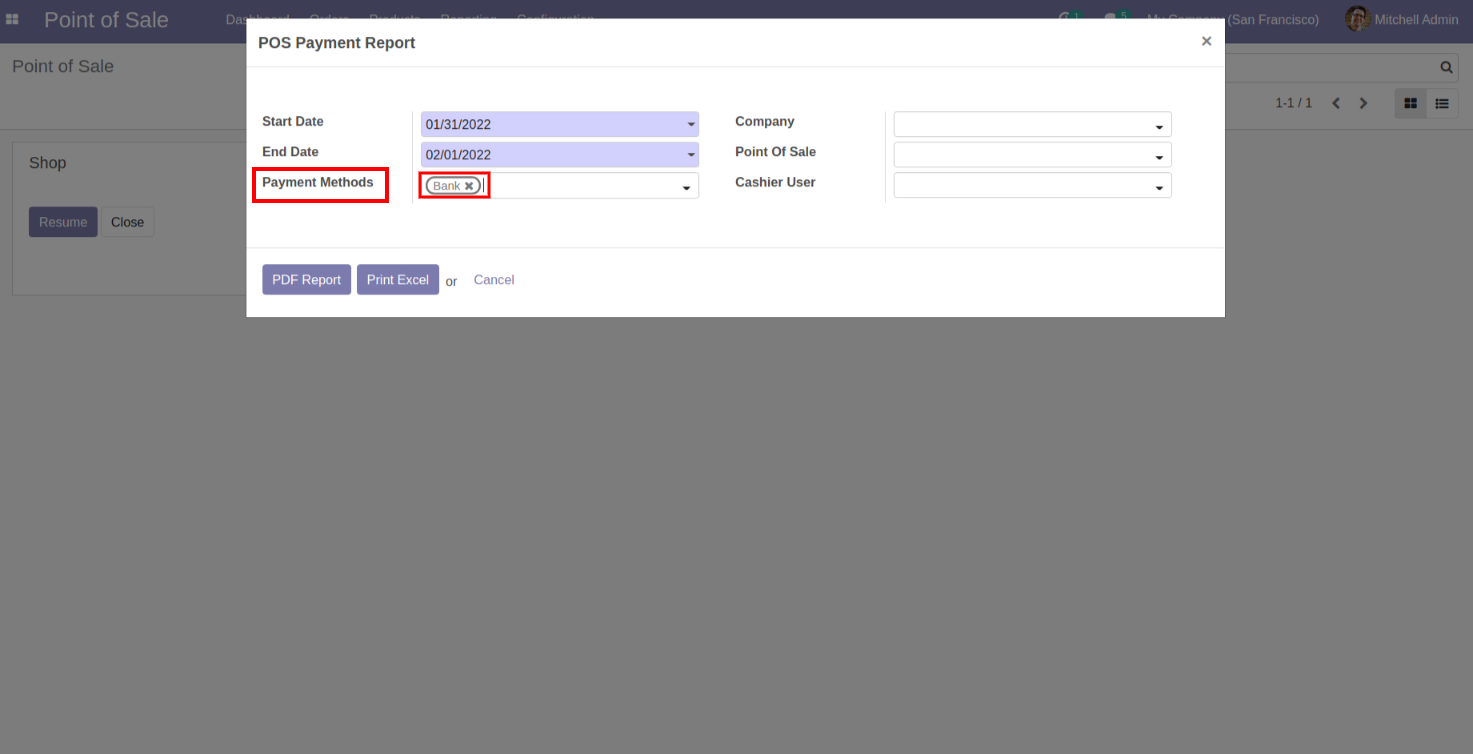 Point of Sale Dashboard Orders Products Reporting Configuration 1 5 My Company (San Francisco) Mitchell Admin
Point of Sale
1-1 / 1
Shop
Resume Close
POS Payment Report ×
Start Date 01/31/2022 Company
End Date 02/01/2022 Point Of Sale
Payment Methods Bank Cashier User
PDF Report Print Excel or Cancel